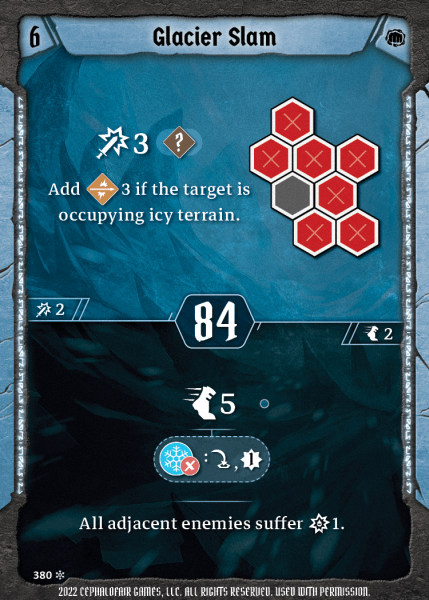 6
Glacier Slam
3
?
Add 3 if the target is
occupying icy terrain.
2
84
2
5
: ,
All adjacent enemies suffer 1.
380
2022 CEPHALOFAIR GAMES, LLC. ALL RIGHTS RESERVED. USED WITH PERMISSION.